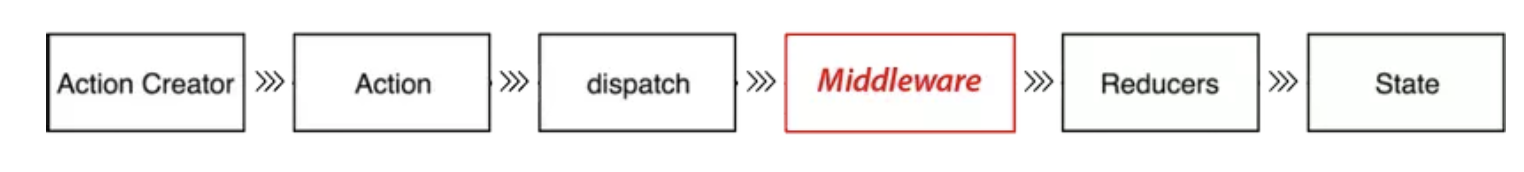 Action Creator >>> Action >>> dispatch >>> Middleware >>> Reducers >>> State